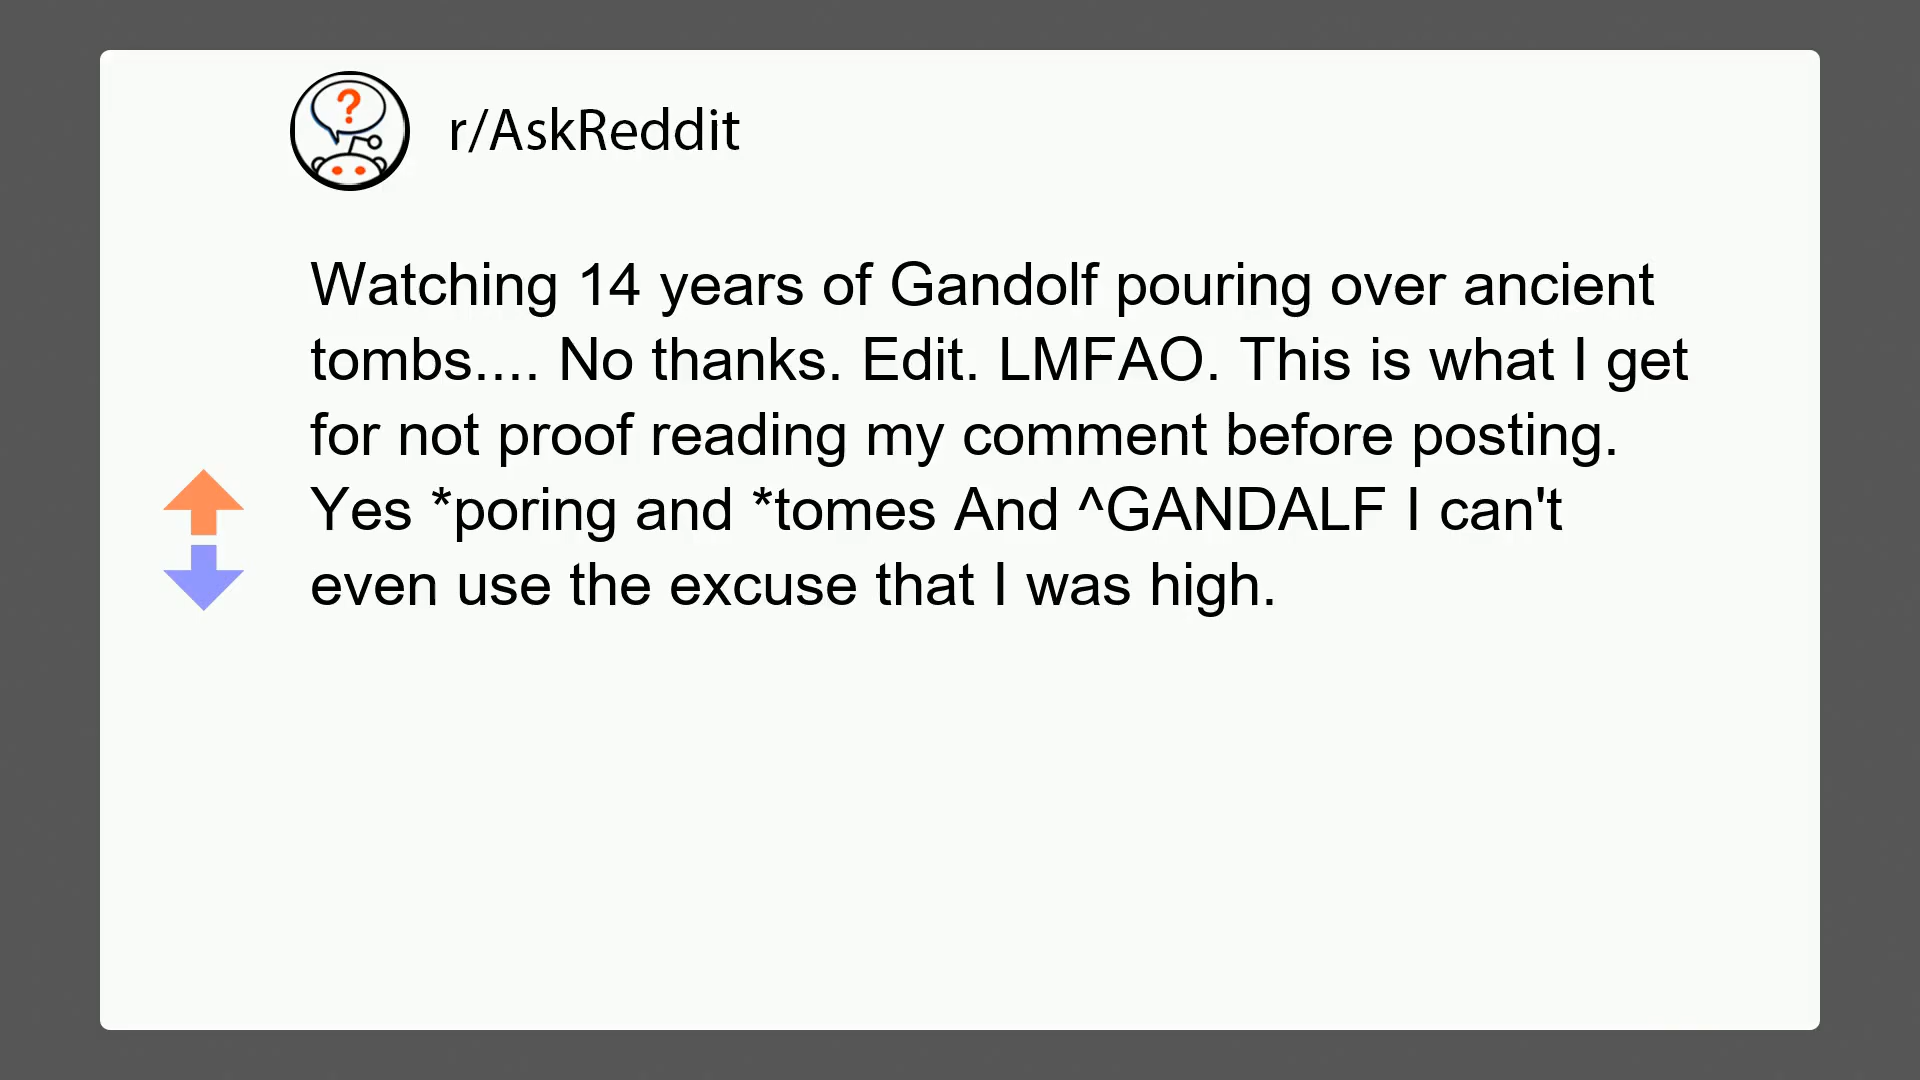 ?
r/AskReddit
Watching 14 years of Gandolf pouring over ancient
tombs.... No thanks. Edit. LMFAO. This is what I get
for not proof reading my comment before posting.
Yes *poring and *tomes And ^GANDALF I can't
even use the excuse that I was high.